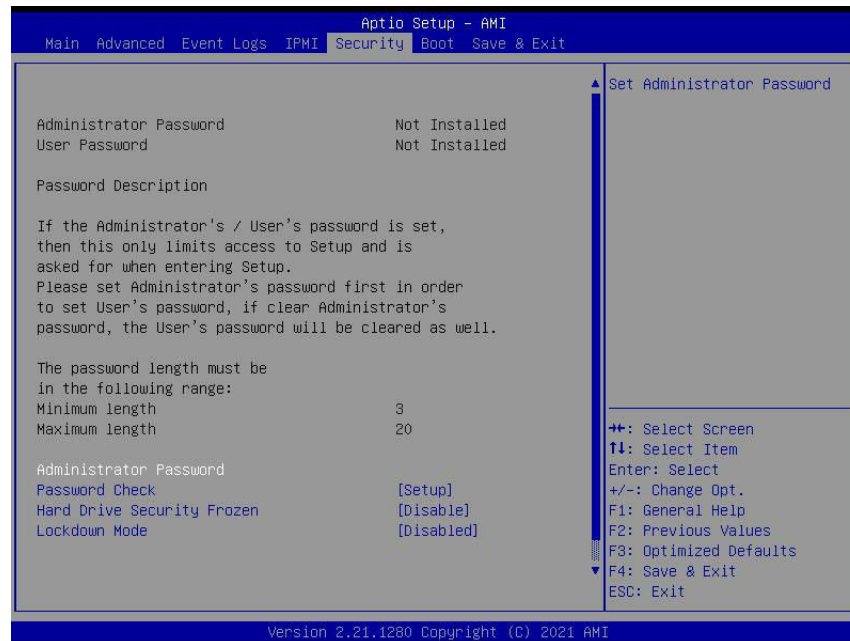 Aptio Setup – AMI
Main Advanced Event Logs IPMI Security Boot Save & Exit
Administrator Password Not Installed
User Password Not Installed
Password Description
If the Administrator's / User's password is set,
then this only limits access to Setup and is
asked for when entering Setup.
Please set Administrator's password first in order
to set User's password, if clear Administrator's
password, the User's password will be cleared as well.
The password length must be
in the following range:
Minimum length 3
Maximum length 20
Administrator Password
Password Check [Setup]
Hard Drive Security Frozen [Disable]
Lockdown Mode [Disabled]
Set Administrator Password
→←: Select Screen
↑↓: Select Item
Enter: Select
+/-: Change Opt.
F1: General Help
F2: Previous Values
F3: Optimized Defaults
F4: Save & Exit
ESC: Exit
Version 2.21.1280 Copyright (C) 2021 AMI